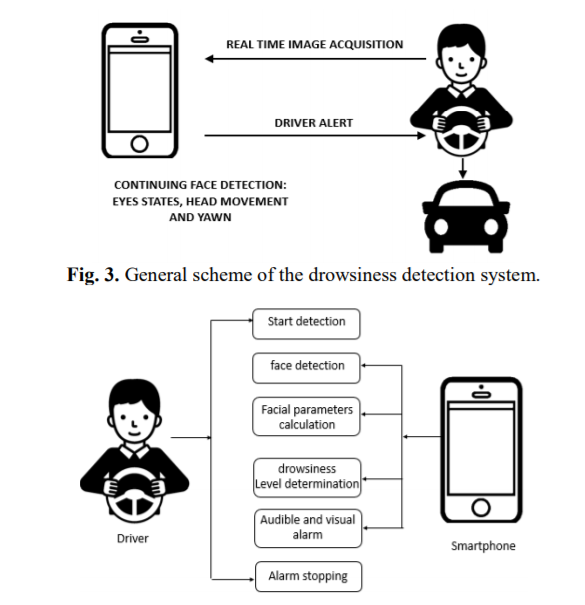 REAL TIME IMAGE ACQUISITION
DRIVER ALERT
CONTINUING FACE DETECTION:
EYES STATES, HEAD MOVEMENT
AND YAWN
Fig. 3. General scheme of the drowsiness detection system.
Start detection
face detection
Facial parameters
calculation
drowsiness
Level determination
Audible and visual
alarm
Alarm stopping
Driver
Smartphone